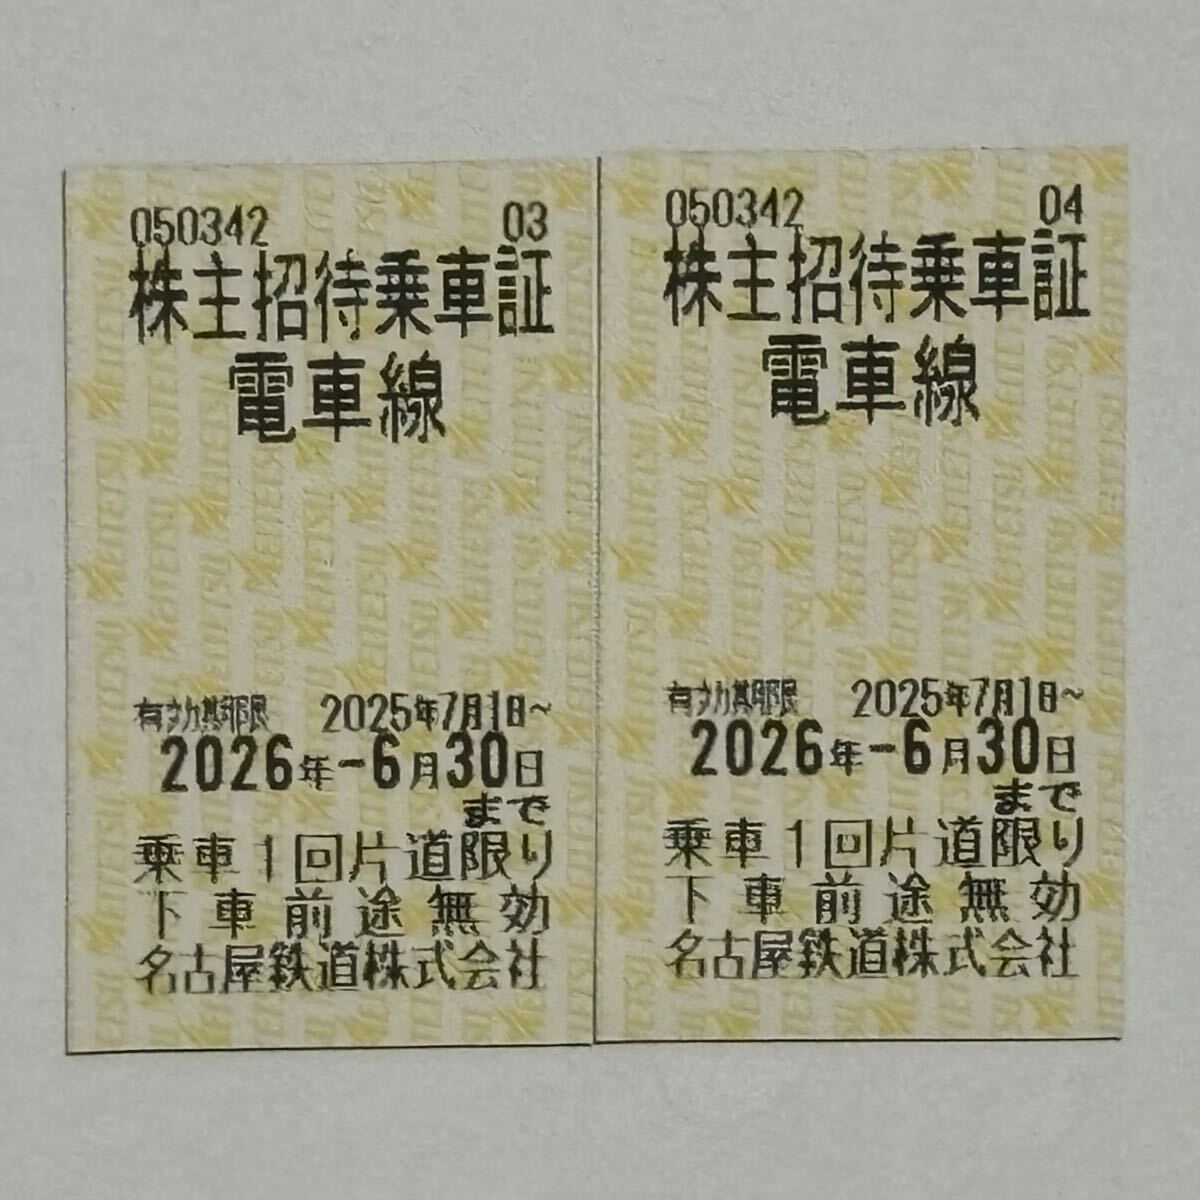 050342 03
株主招待乗車証
電車線
有効期限 2025年7月1日~
2026年-6月30日
まで
乗車1回片道限り
下車前途無効
名古屋鉄道株式会社
050342 04
株主招待乗車証
電車線
有効期限 2025年7月1日~
2026年-6月30日
まで
乗車1回片道限り
下車前途無効
名古屋鉄道株式会社